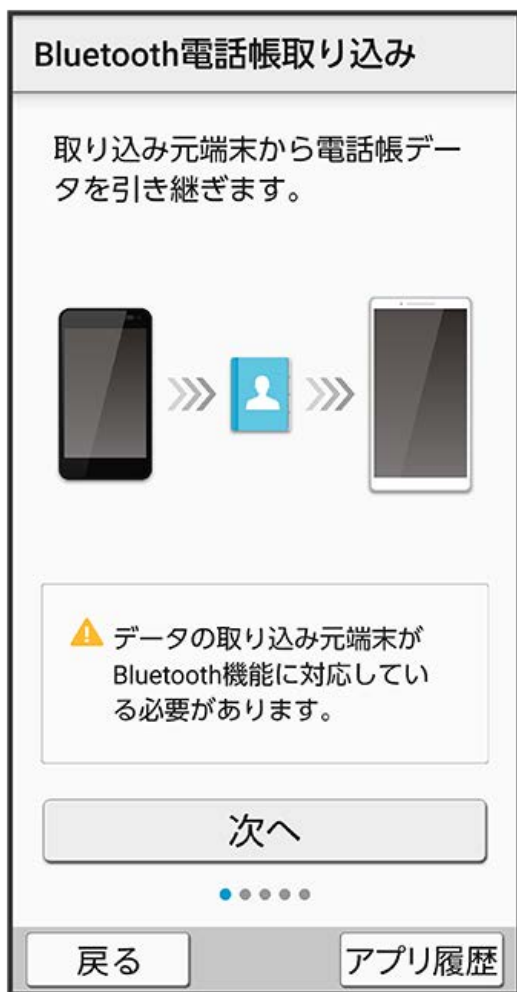 Bluetooth電話帳取り込み
取り込み元端末から電話帳デー
タを引き継ぎます。
データの取り込み元端末が
Bluetooth機能に対応してい
る必要があります。
次へ
戻る
アプリ履歴